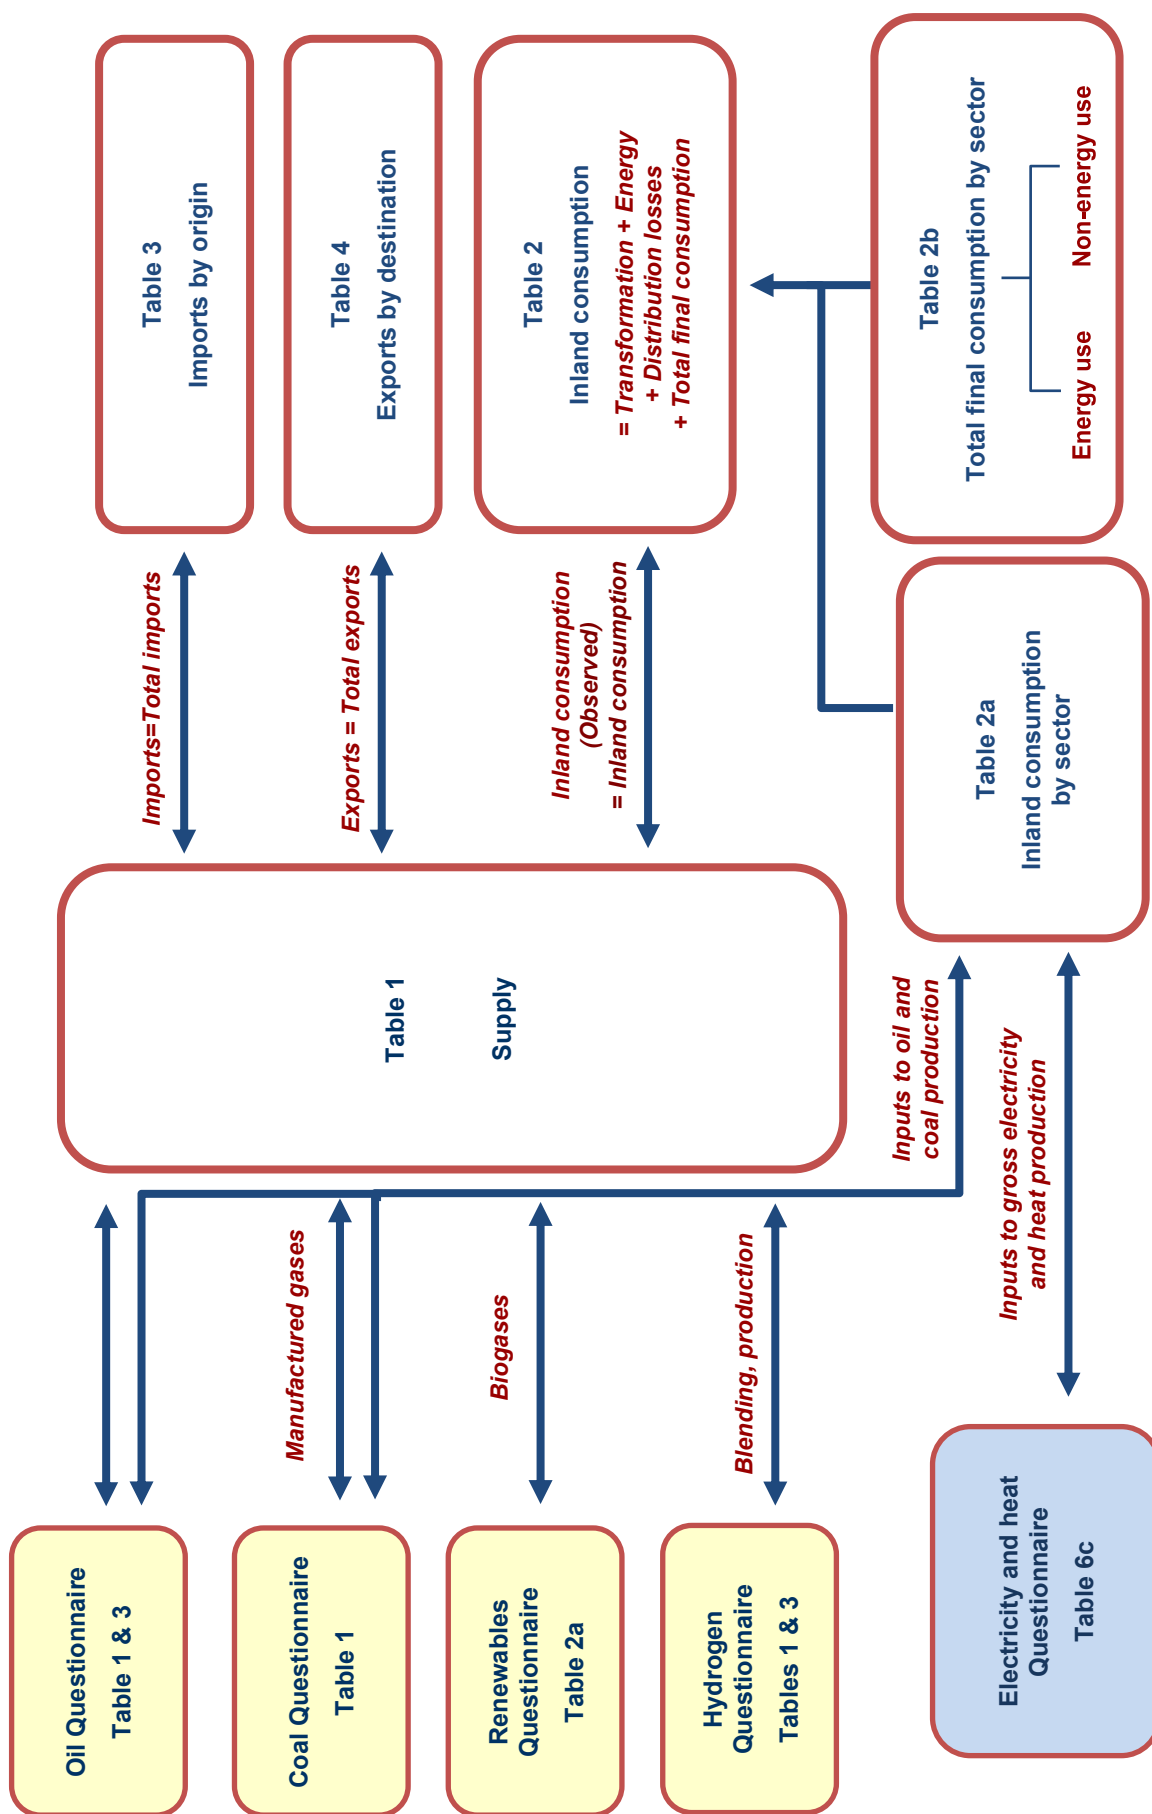 Oil Questionnaire
Table 1 & 3
Coal Questionnaire
Table 1
Renewables
Questionnaire
Table 2a
Hydrogen
Questionnaire
Tables 1 & 3
Electricity and heat
Questionnaire
Table 6c
Manufactured gases
Biogases
Blending, production
Inputs to oil and
coal production
Inputs to gross electricity
and heat production
Table 1
Supply
Imports=Total imports
Exports = Total exports
Inland consumption
(Observed)
= Inland consumption
Table 3
Imports by origin
Table 4
Exports by destination
Table 2
Inland consumption
= Transformation + Energy
+ Distribution losses
+ Total final consumption
Table 2a
Inland consumption
by sector
Table 2b
Total final consumption by sector
Energy use
Non-energy use